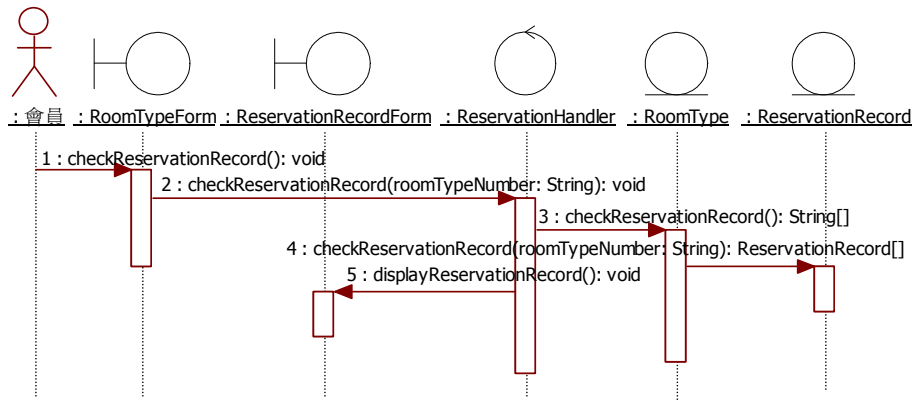 : 會員
: RoomTypeForm
: ReservationRecordForm
: ReservationHandler
: RoomType
: ReservationRecord
1 : checkReservationRecord(): void
2 : checkReservationRecord(roomTypeNumber: String): void
3 : checkReservationRecord(): String[]
4 : checkReservationRecord(roomTypeNumber: String): ReservationRecord[]
5 : displayReservationRecord(): void